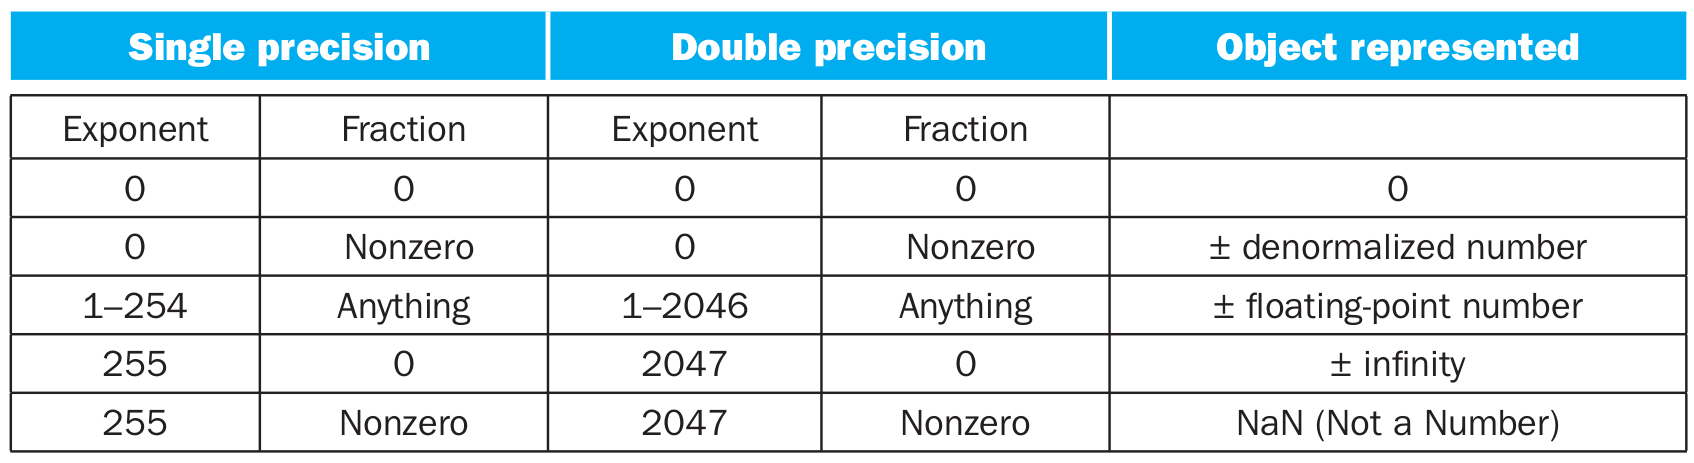 Single precision Double precision Object represented
Exponent Fraction Exponent Fraction
0 0 0 0 0
0 Nonzero 0 Nonzero ± denormalized number
1–254 Anything 1–2046 Anything ± floating-point number
255 0 2047 0 ± infinity
255 Nonzero 2047 Nonzero NaN (Not a Number)